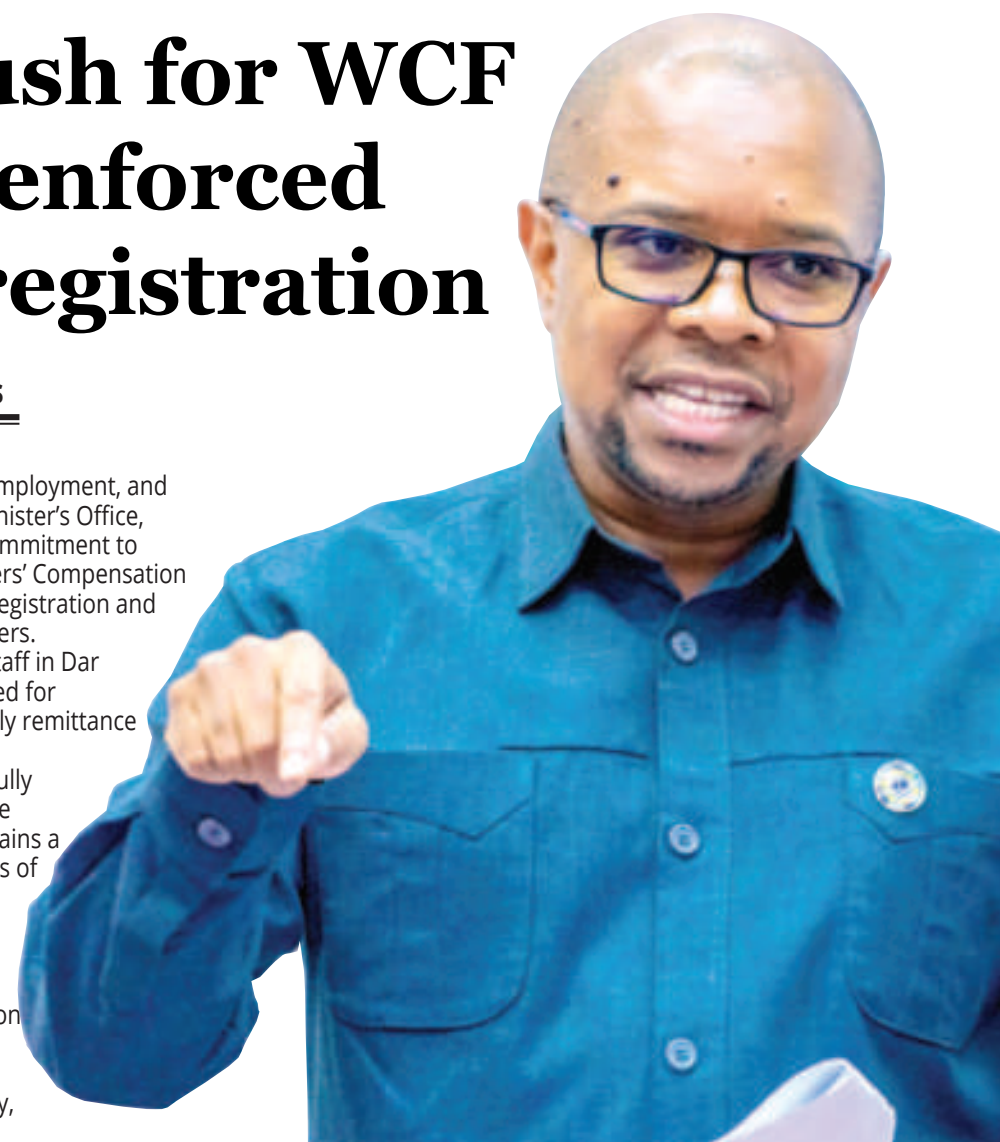 ush for WCF
enforced
registration
s
mployment, and
nister’s Office,
mmitment to
ers’ Compensation
egistration and
ers.
taff in Dar
ed for
ly remittance
ully
e
ains a
s of
on
y,